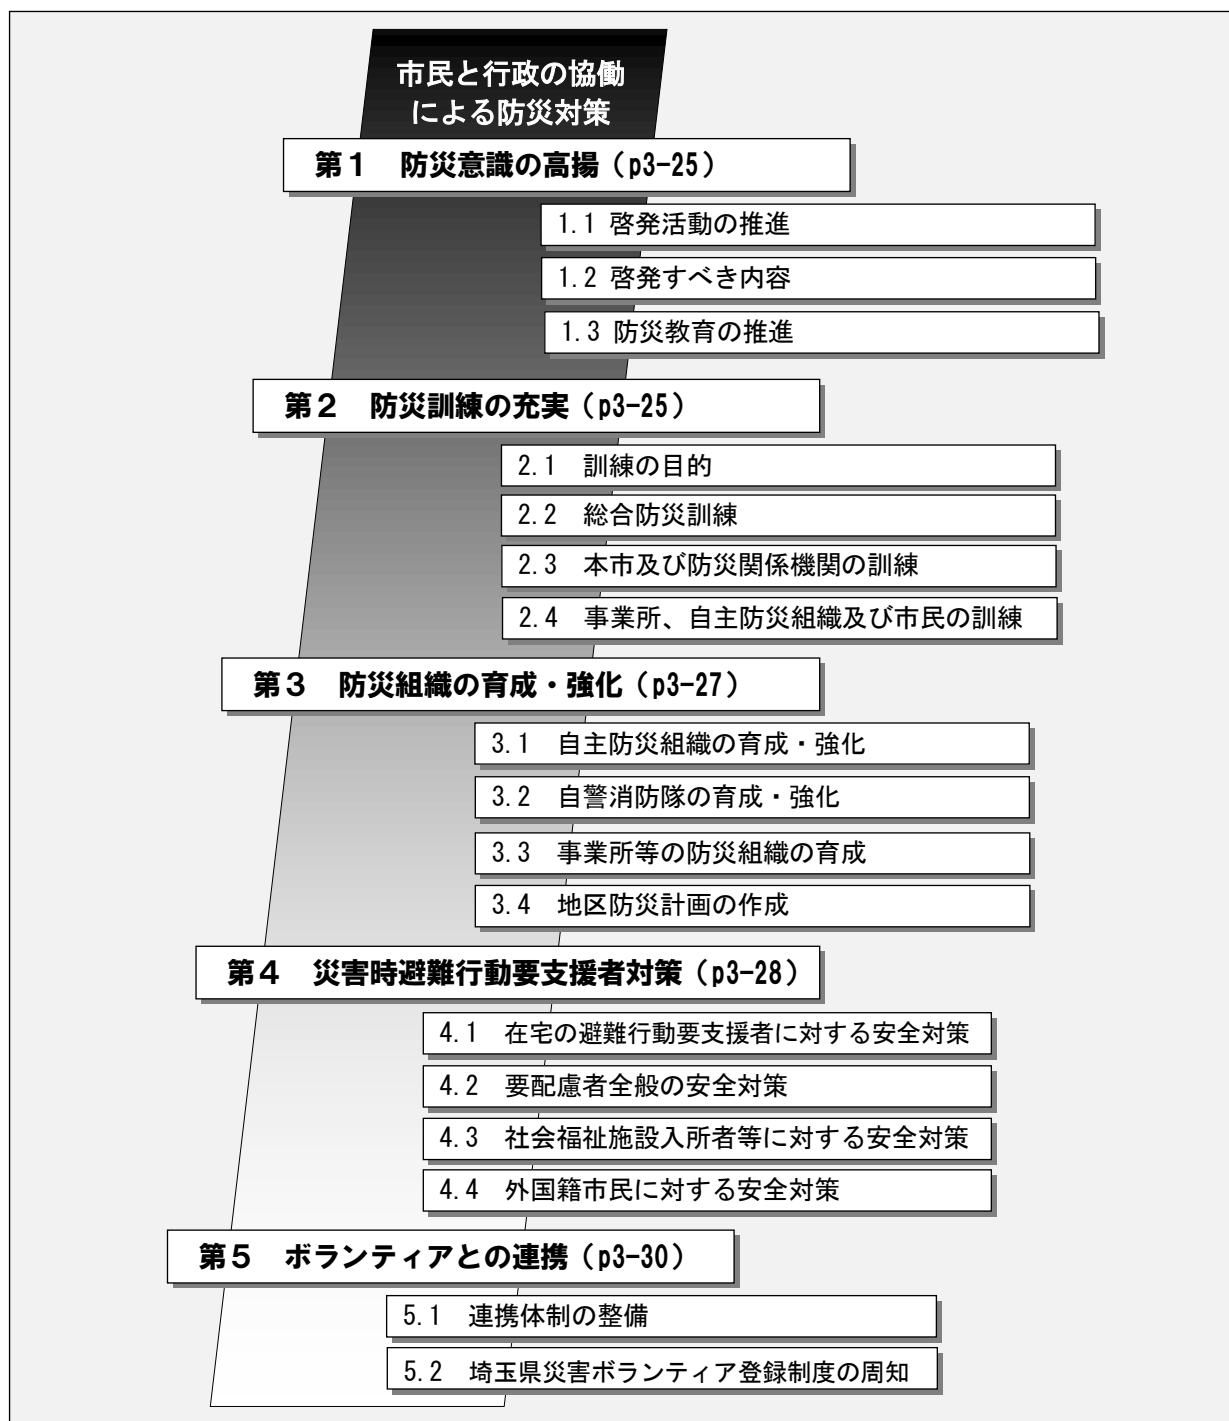 市民と行政の協働
による防災対策
第１　防災意識の高揚（p3-25）
1.1 啓発活動の推進
1.2 啓発すべき内容
1.3 防災教育の推進
第２　防災訓練の充実（p3-25）
2.1　訓練の目的
2.2　総合防災訓練
2.3　本市及び防災関係機関の訓練
2.4　事業所、自主防災組織及び市民の訓練
第３　防災組織の育成・強化（p3-27）
3.1　自主防災組織の育成・強化
3.2　自警消防隊の育成・強化
3.3　事業所等の防災組織の育成
3.4　地区防災計画の作成
第４　災害時避難行動要支援者対策（p3-28）
4.1　在宅の避難行動要支援者に対する安全対策
4.2　要配慮者全般の安全対策
4.3　社会福祉施設入所者等に対する安全対策
4.4　外国籍市民に対する安全対策
第５　ボランティアとの連携（p3-30）
5.1　連携体制の整備
5.2　埼玉県災害ボランティア登録制度の周知